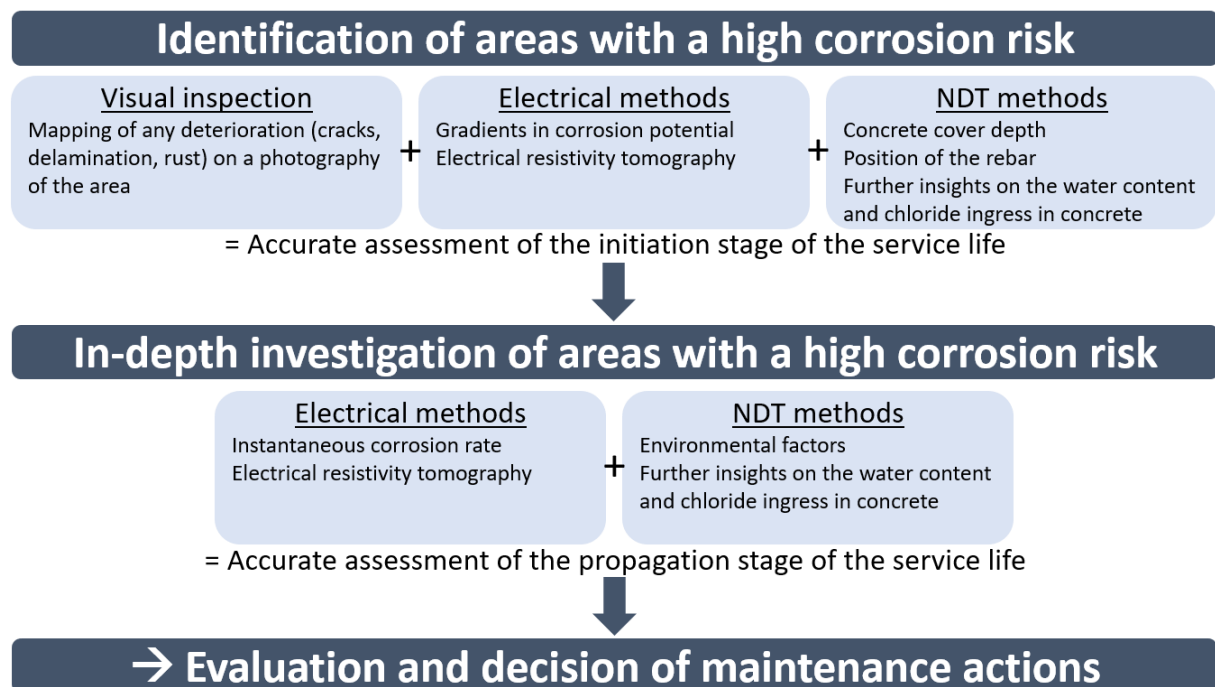 Identification of areas with a high corrosion risk
Visual inspection
Mapping of any deterioration (cracks,
delamination, rust) on a photography
of the area
+
Electrical methods
Gradients in corrosion potential
Electrical resistivity tomography
+
NDT methods
Concrete cover depth
Position of the rebar
Further insights on the water content
and chloride ingress in concrete
= Accurate assessment of the initiation stage of the service life
In-depth investigation of areas with a high corrosion risk
Electrical methods
Instantaneous corrosion rate
Electrical resistivity tomography
+
NDT methods
Environmental factors
Further insights on the water content
and chloride ingress in concrete
= Accurate assessment of the propagation stage of the service life
→ Evaluation and decision of maintenance actions